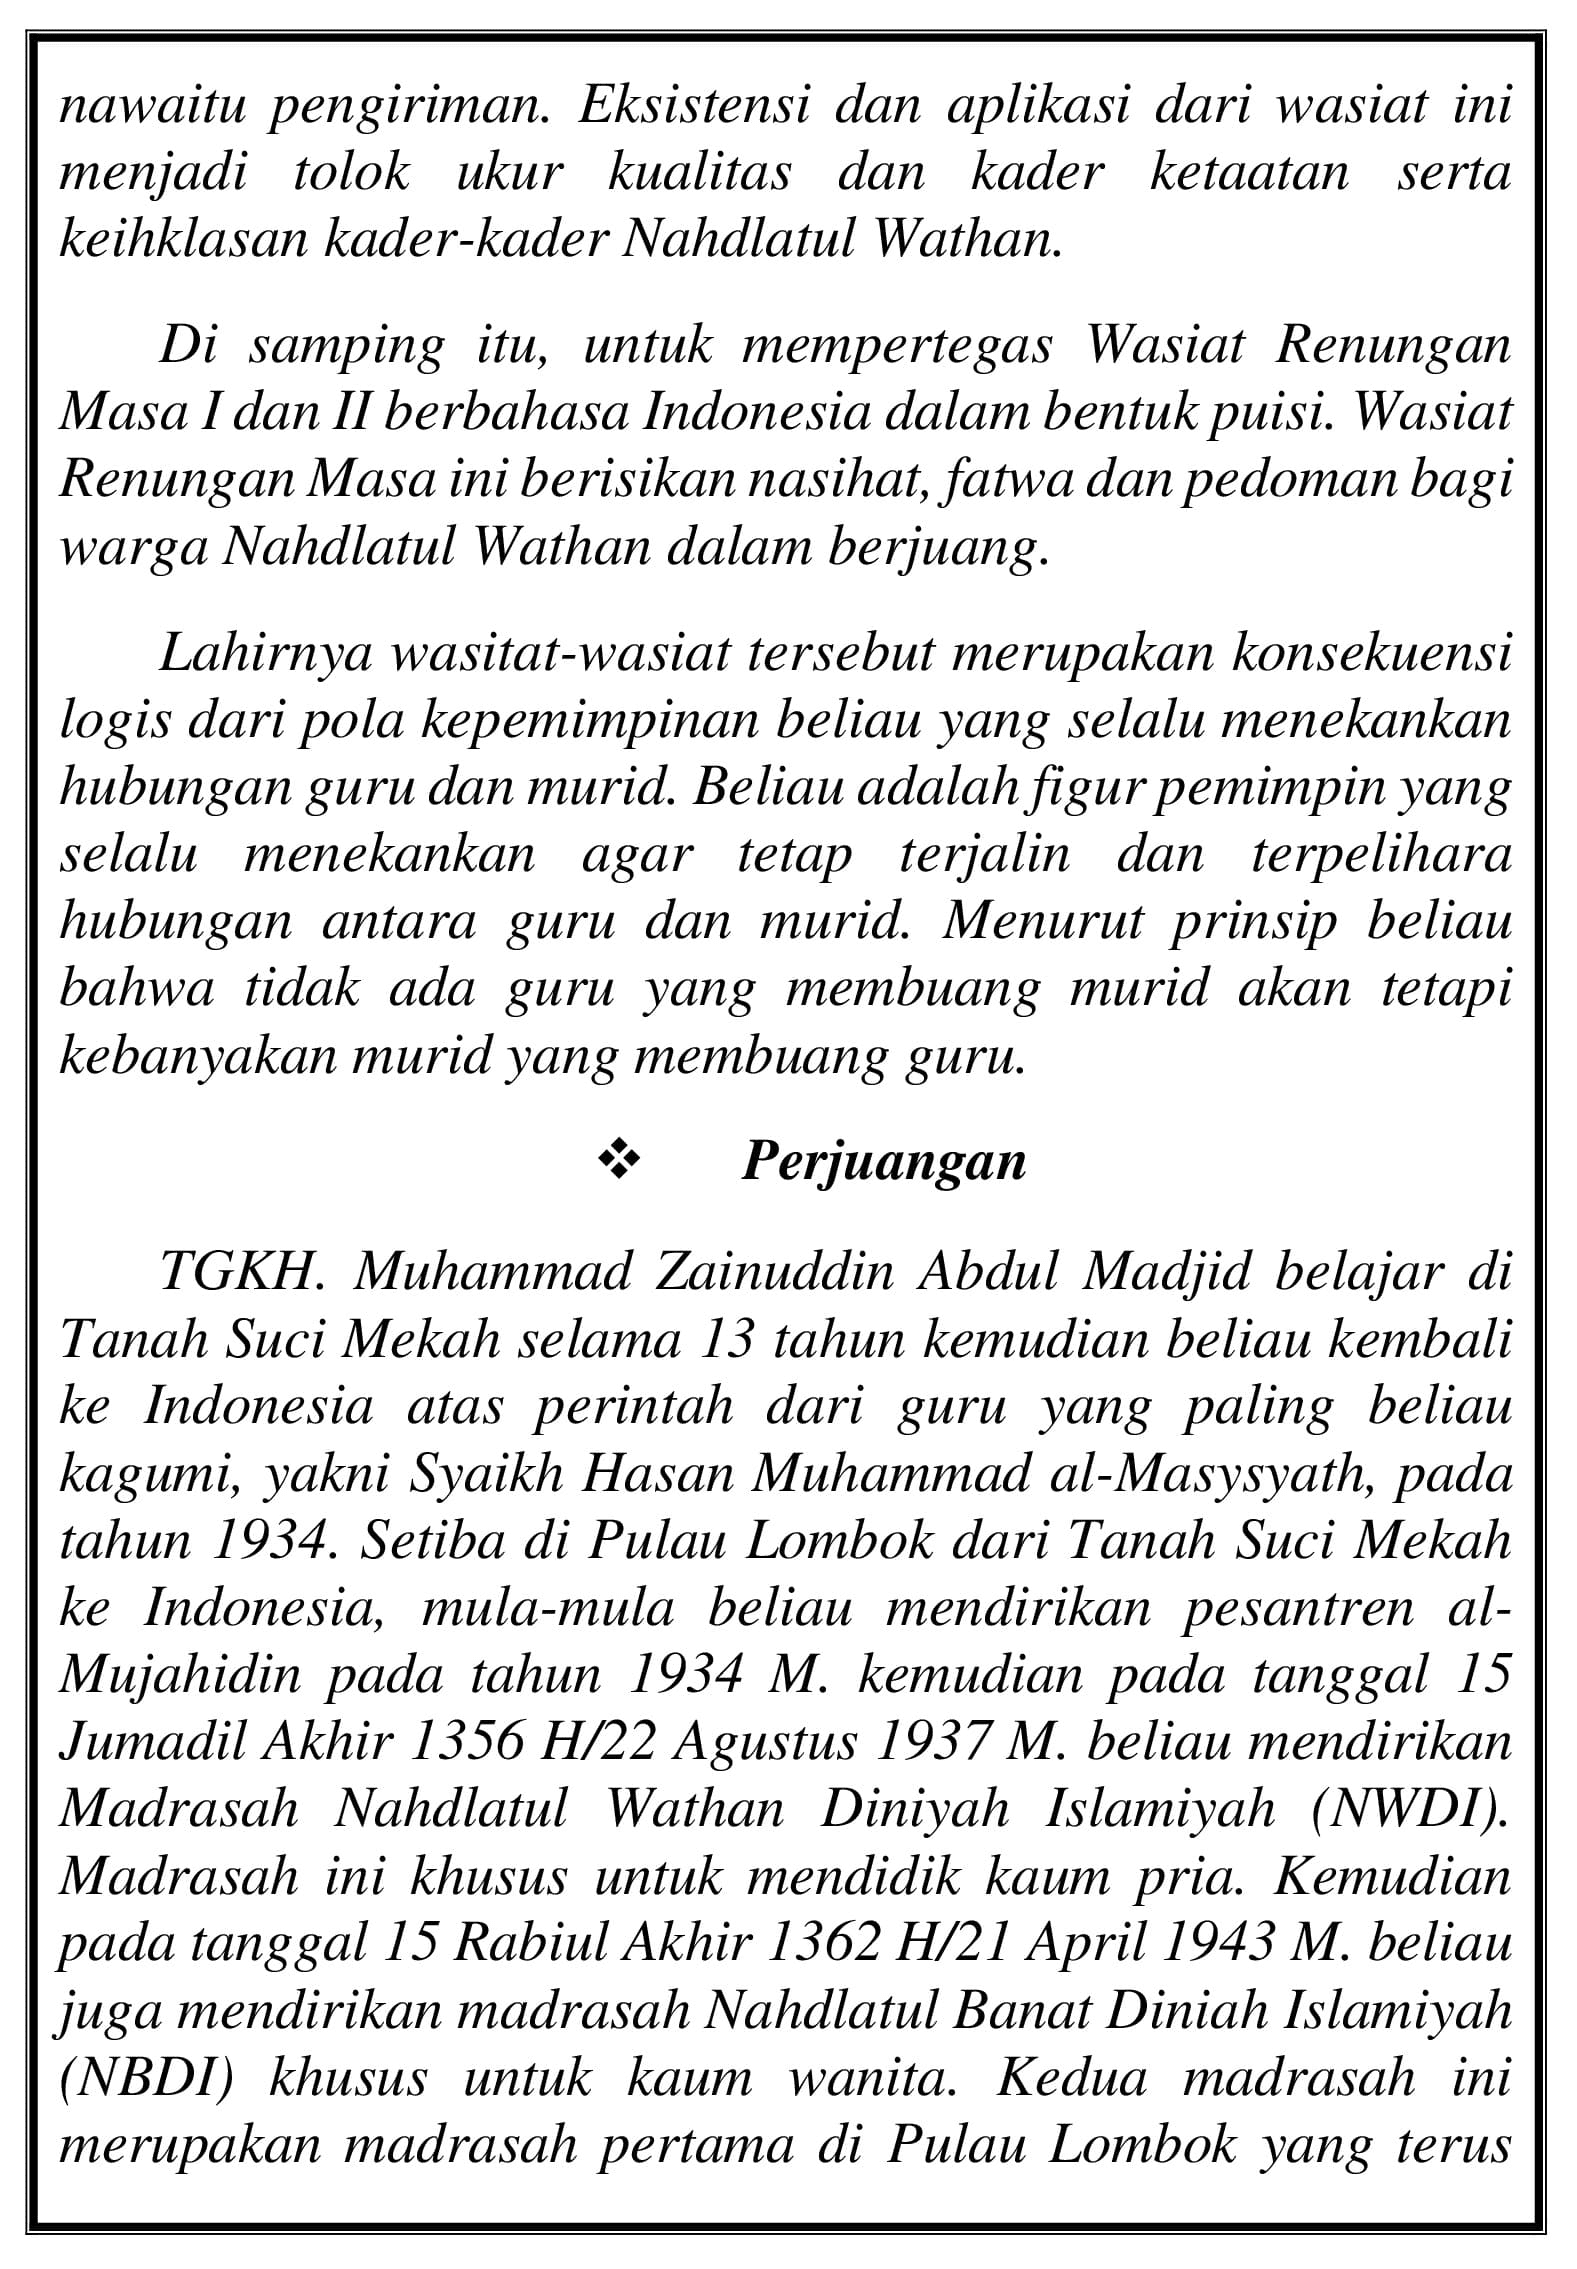 nawaitu pengiriman. Eksistensi dan aplikasi dari wasiat ini
menjadi tolok ukur kualitas dan kader ketaatan serta
keihklasan kader-kader Nahdlatul Wathan.
Di samping itu, untuk mempertegas Wasiat Renungan
Masa I dan II berbahasa Indonesia dalam bentuk puisi. Wasiat
Renungan Masa ini berisikan nasihat, fatwa dan pedoman bagi
warga Nahdlatul Wathan dalam berjuang.
Lahirnya wasitat-wasiat tersebut merupakan konsekuensi
logis dari pola kepemimpinan beliau yang selalu menekankan
hubungan guru dan murid. Beliau adalah figur pemimpin yang
selalu menekankan agar tetap terjalin dan terpelihara
hubungan antara guru dan murid. Menurut prinsip beliau
bahwa tidak ada guru yang membuang murid akan tetapi
kebanyakan murid yang membuang guru.
❖ Perjuangan
TGKH. Muhammad Zainuddin Abdul Madjid belajar di
Tanah Suci Mekah selama 13 tahun kemudian beliau kembali
ke Indonesia atas perintah dari guru yang paling beliau
kagumi, yakni Syaikh Hasan Muhammad al-Masysyath, pada
tahun 1934. Setiba di Pulau Lombok dari Tanah Suci Mekah
ke Indonesia, mula-mula beliau mendirikan pesantren al-
Mujahidin pada tahun 1934 M. kemudian pada tanggal 15
Jumadil Akhir 1356 H/22 Agustus 1937 M. beliau mendirikan
Madrasah Nahdlatul Wathan Diniyah Islamiyah (NWDI).
Madrasah ini khusus untuk mendidik kaum pria. Kemudian
pada tanggal 15 Rabiul Akhir 1362 H/21 April 1943 M. beliau
juga mendirikan madrasah Nahdlatul Banat Diniah Islamiyah
(NBDI) khusus untuk kaum wanita. Kedua madrasah ini
merupakan madrasah pertama di Pulau Lombok yang terus